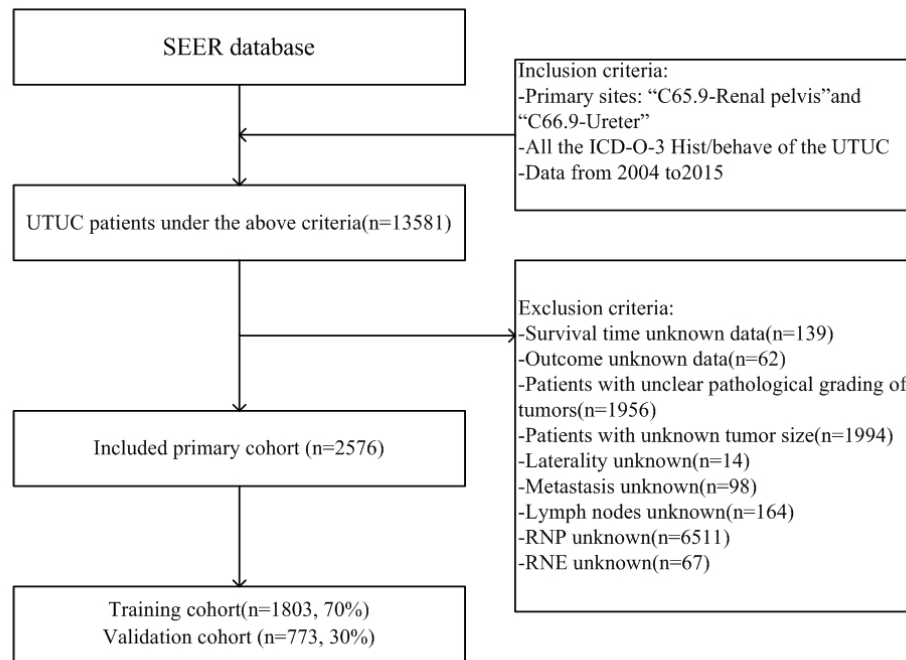 SEER database
Inclusion criteria:
-Primary sites: “C65.9-Renal pelvis”and
“C66.9-Ureter”
-All the ICD-O-3 Hist/behave of the UTUC
-Data from 2004 to2015
UTUC patients under the above criteria(n=13581)
Exclusion criteria:
-Survival time unknown data(n=139)
-Outcome unknown data(n=62)
-Patients with unclear pathological grading of
tumors(n=1956)
-Patients with unknown tumor size(n=1994)
-Laterality unknown(n=14)
-Metastasis unknown(n=98)
-Lymph nodes unknown(n=164)
-RNP unknown(n=6511)
-RNE unknown(n=67)
Included primary cohort (n=2576)
Training cohort(n=1803, 70%)
Validation cohort (n=773, 30%)